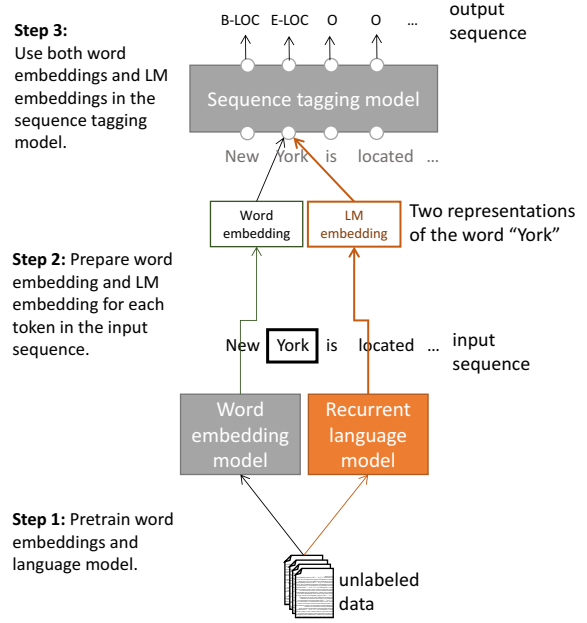 Step 3:
Use both word
embeddings and LM
embeddings in the
sequence tagging
model.
B-LOC E-LOC O O ...
output
sequence
Sequence tagging model
New York is located ...
Word
embedding
LM
embedding
Two representations
of the word “York”
Step 2: Prepare word
embedding and LM
embedding for each
token in the input
sequence.
New York is located ...
input
sequence
Word
embedding
model
Recurrent
language
model
Step 1: Pretrain word
embeddings and
language model.
unlabeled
data